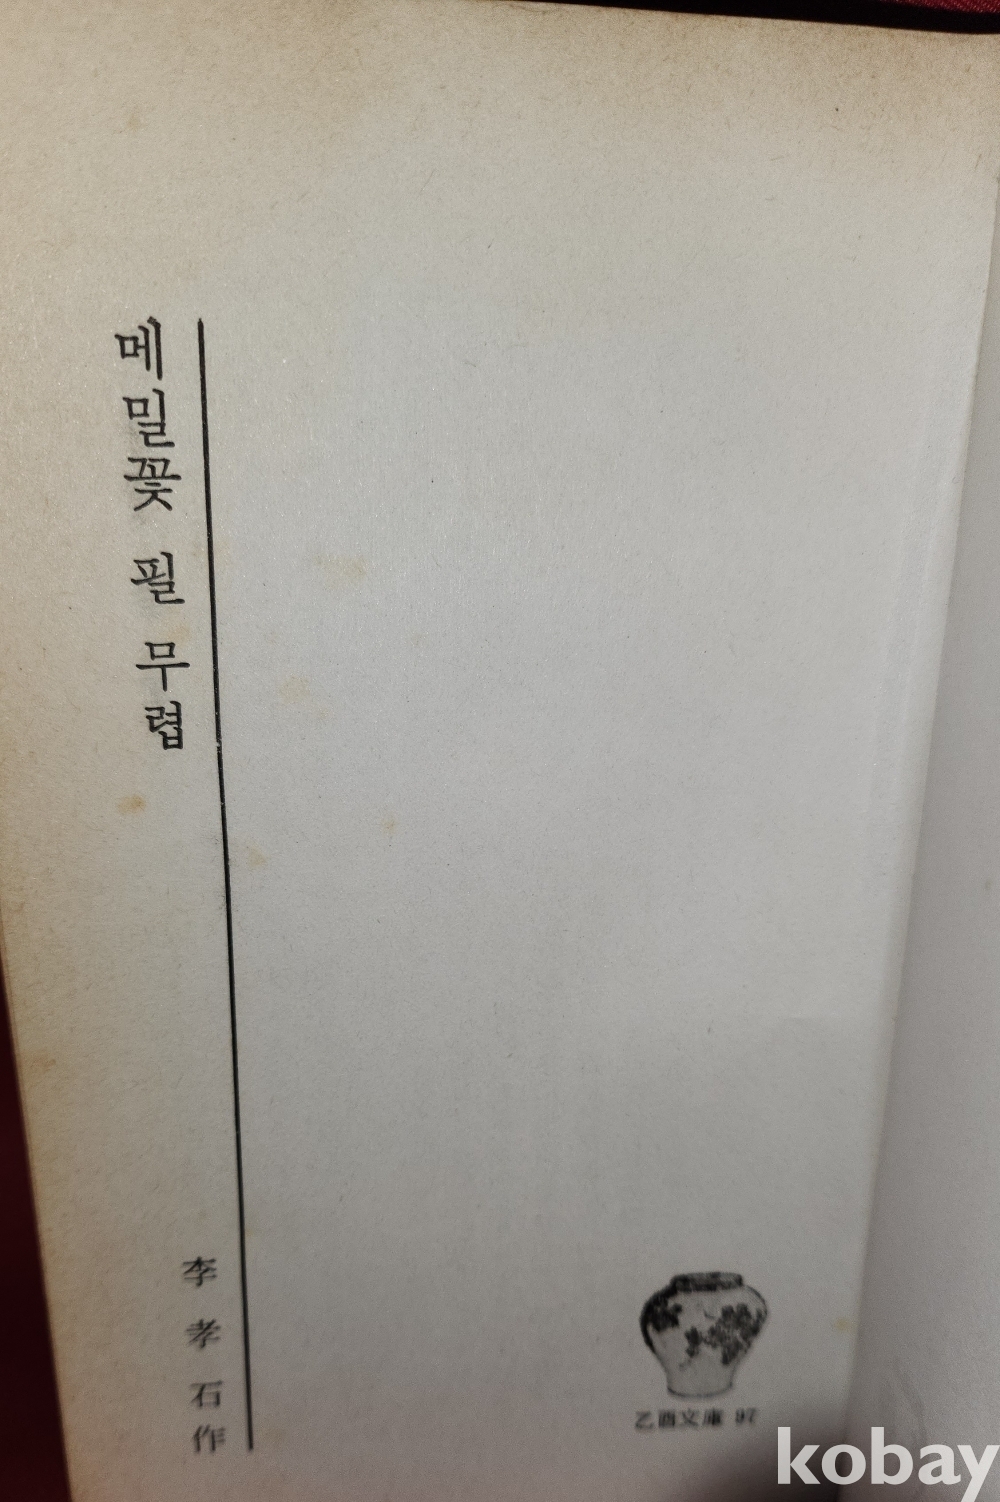 메밀꽃 필 무렵
李孝石作
乙酉文庫 97
kobay